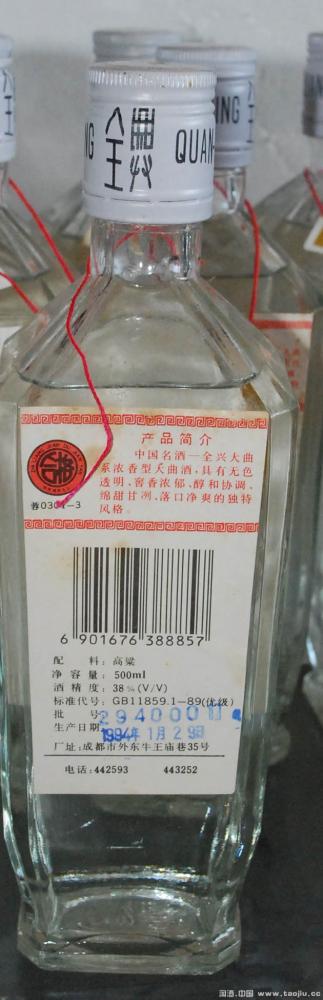 NG 全興 QUAN
NG
产品简介
中国名酒—全兴大曲
系浓香型大曲酒，具有无色
透明、窖香浓郁、醇和协调、
绵甜甘冽、落口净爽的独特
风格。
6 901676 388857
配 料：高粱
净容量：500ml
酒精度：38%(V/V)
标准代号：GB11859.1-89(优级)
批 号
生产日期 1994年1月29日
厂址：成都市外东牛王庙巷35号
电话：442593 443252
国酒.中国 www.taojiu.cc